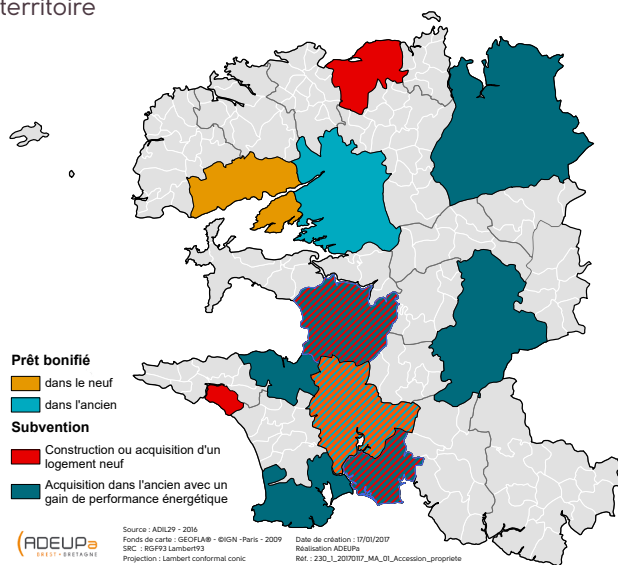 territoire
Prêt bonifié
dans le neuf
dans l'ancien
Subvention
Construction ou acquisition d'un
logement neuf
Acquisition dans l'ancien avec un
gain de performance énergétique
ADEUPa
BREST • BRETAGNE
Source : ADIL29 - 2016
Fonds de carte : GEOFLA® - ©IGN -Paris - 2009
SRC : RGF93 Lambert93
Projection : Lambert conformal conic
Date de création : 17/01/2017
Réalisation ADEUPa
Réf. : 230_1_20170117_MA_01_Accession_propriete